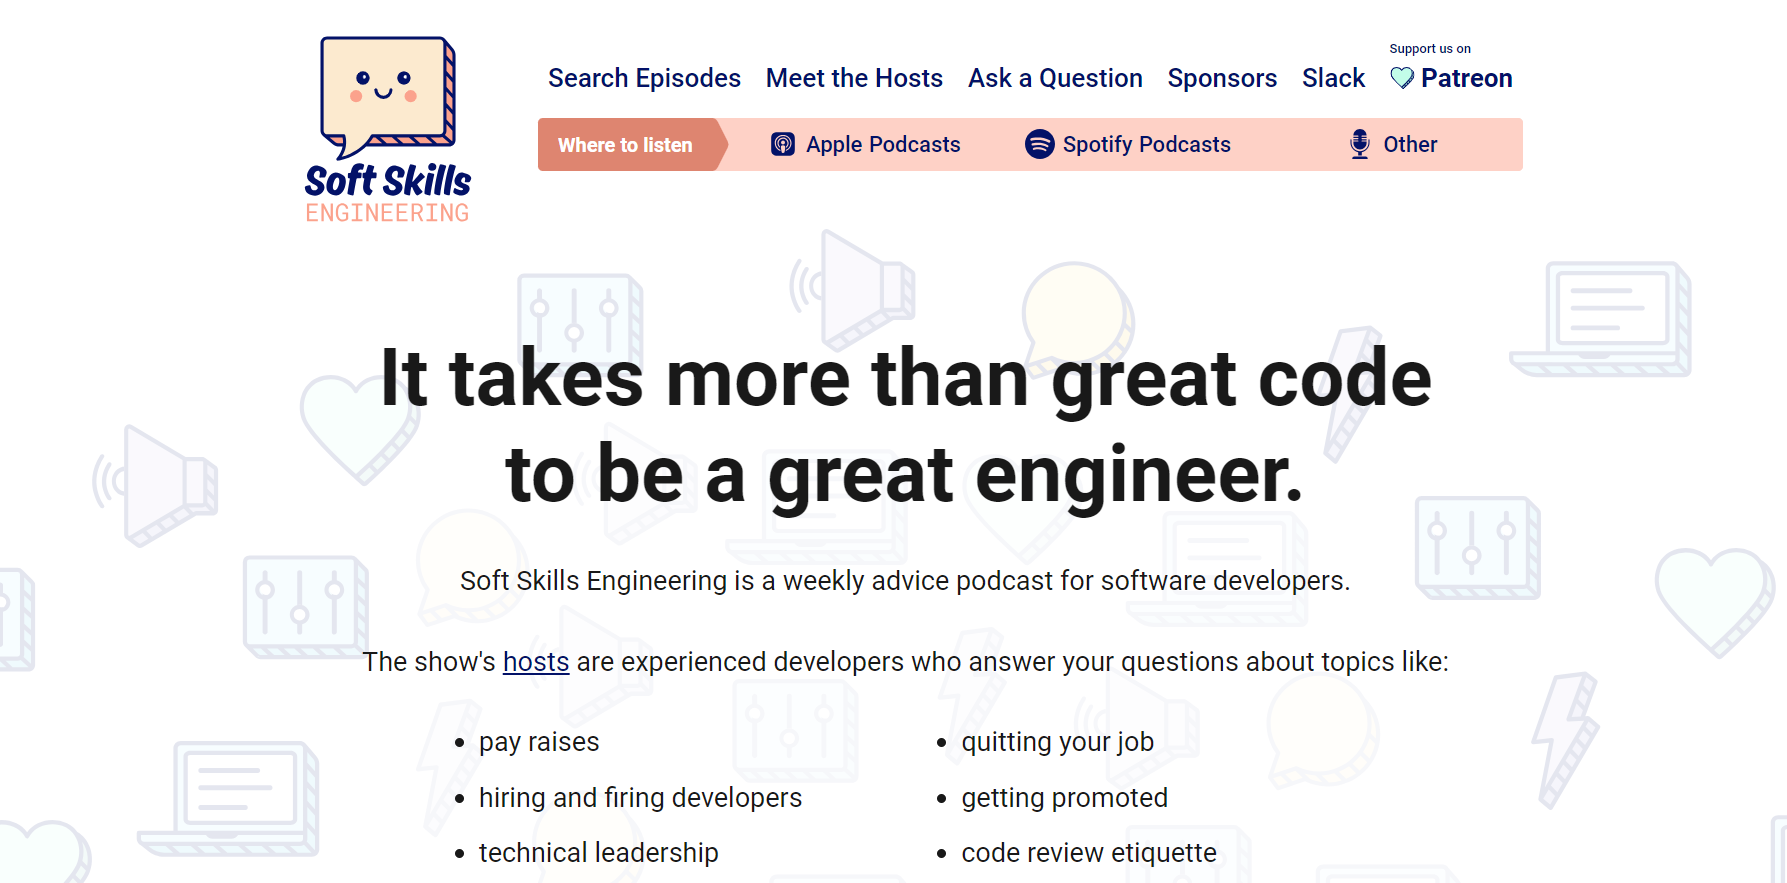 Soft Skills
ENGINEERING
Support us on
Search Episodes Meet the Hosts Ask a Question Sponsors Slack Patreon
Where to listen Apple Podcasts Spotify Podcasts Other
It takes more than great code
to be a great engineer.
Soft Skills Engineering is a weekly advice podcast for software developers.
The show's hosts are experienced developers who answer your questions about topics like:
• pay raises
• hiring and firing developers
• technical leadership
• quitting your job
• getting promoted
• code review etiquette